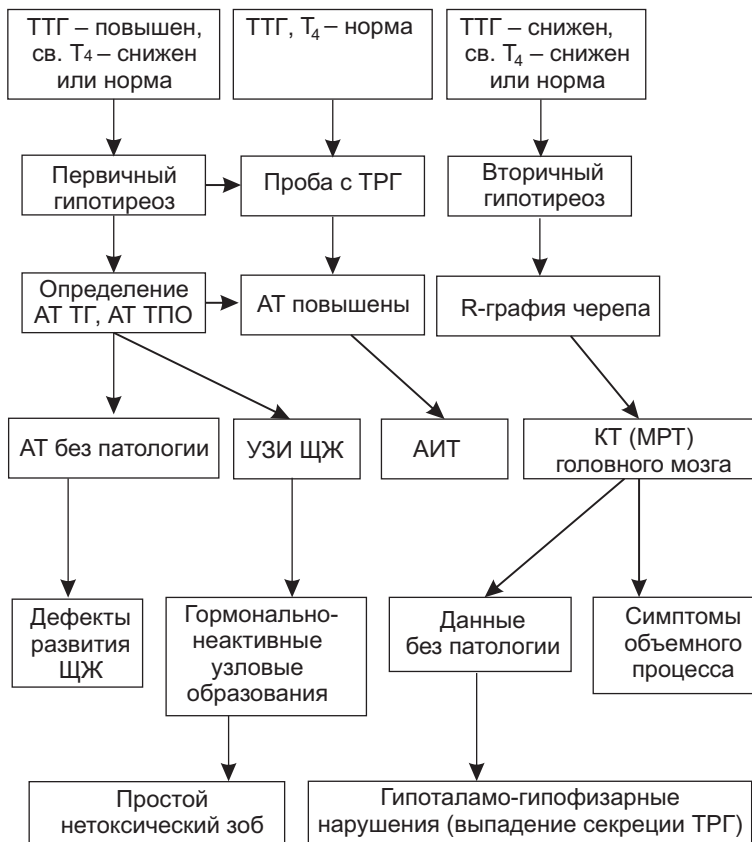 ТТГ – повышен,
св. Т4 – снижен
или норма
ТТГ, Т4 – норма
ТТГ – снижен,
св. Т4 – снижен
или норма
Первичный
гипотиреоз
Проба с ТРГ
Вторичный
гипотиреоз
Определение
АТ ТГ, АТ ТПО
АТ повышены
R-графия черепа
АТ без патологии
УЗИ ЩЖ
АИТ
КТ (МРТ)
головного мозга
Дефекты
развития
ЩЖ
Гормонально-
неактивные
узловые
образования
Данные
без патологии
Симптомы
объемного
процесса
Простой
нетоксический зоб
Гипоталамо-гипофизарные
нарушения (выпадение секреции ТРГ)